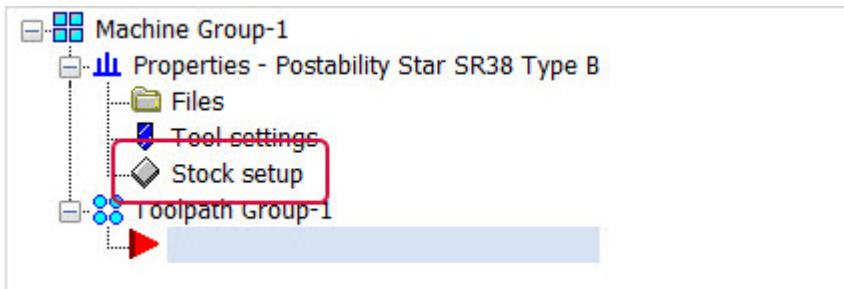 Machine Group-1
Properties - Postability Star SR38 Type B
Files
Tool settings
Stock setup
Toolpath Group-1